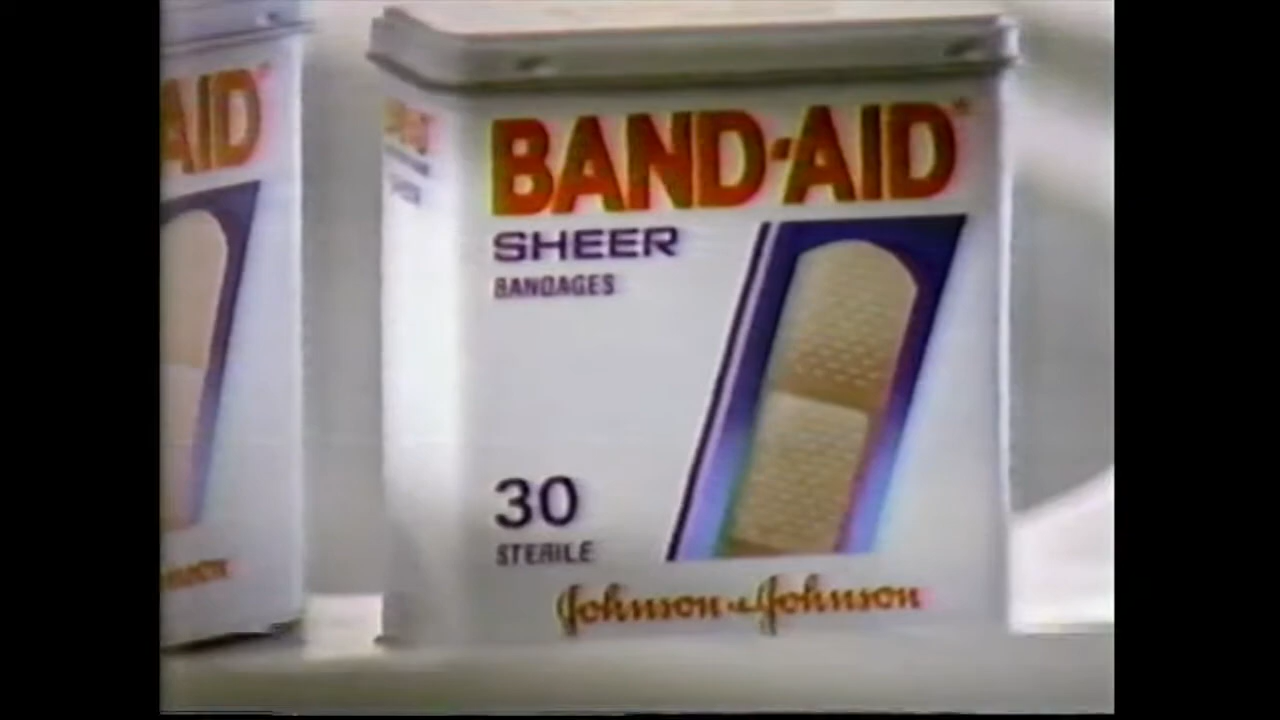 AID
BAND-AID
SHEER
BANDAGES
30
STERILE
Johnson & Johnson